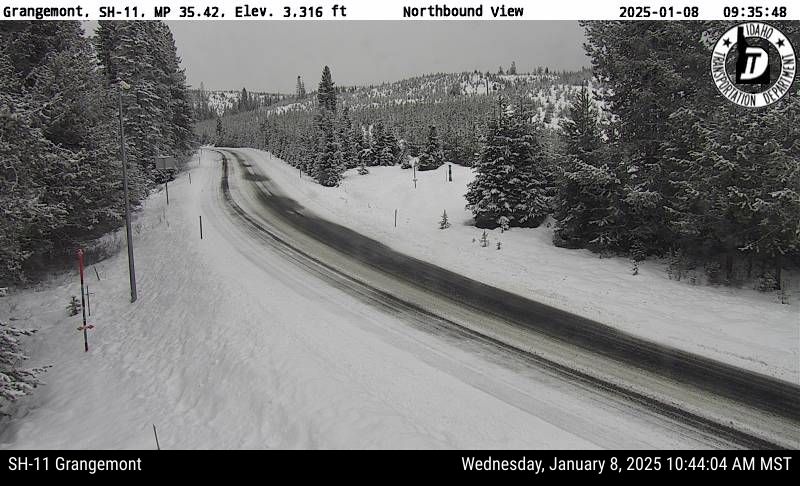 Grangemont, SH-11, MP 35.42, Elev. 3,316 ft Northbound View 2025-01-08 09:35:48
IDAHO
TRANSPORTATION DEPARTMENT
SH-11 Grangemont Wednesday, January 8, 2025 10:44:04 AM MST